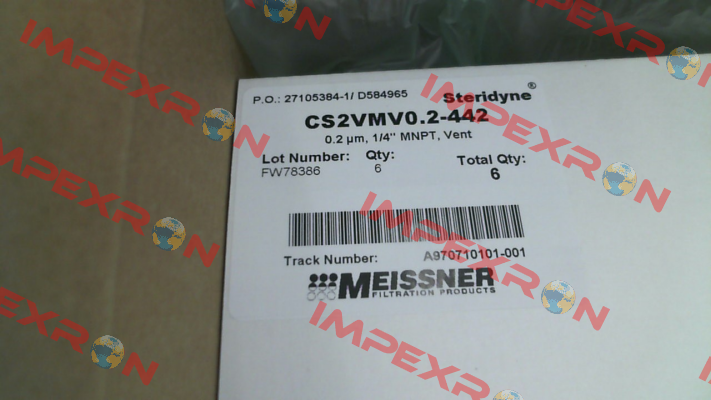 P.O.: 27105384-1/ D584965 Steridyne®
CS2VMV0.2-442
0.2 µm, 1/4" MNPT, Vent
Lot Number: Qty: Total Qty:
FW78386 6 6
Track Number: A970710101-001
MEISSNER
FILTRATION PRODUCTS
IMPEXRON
IMPEXRON
IMPEXRON
IMPEXRON
IMPEXRON
IMPEXRON